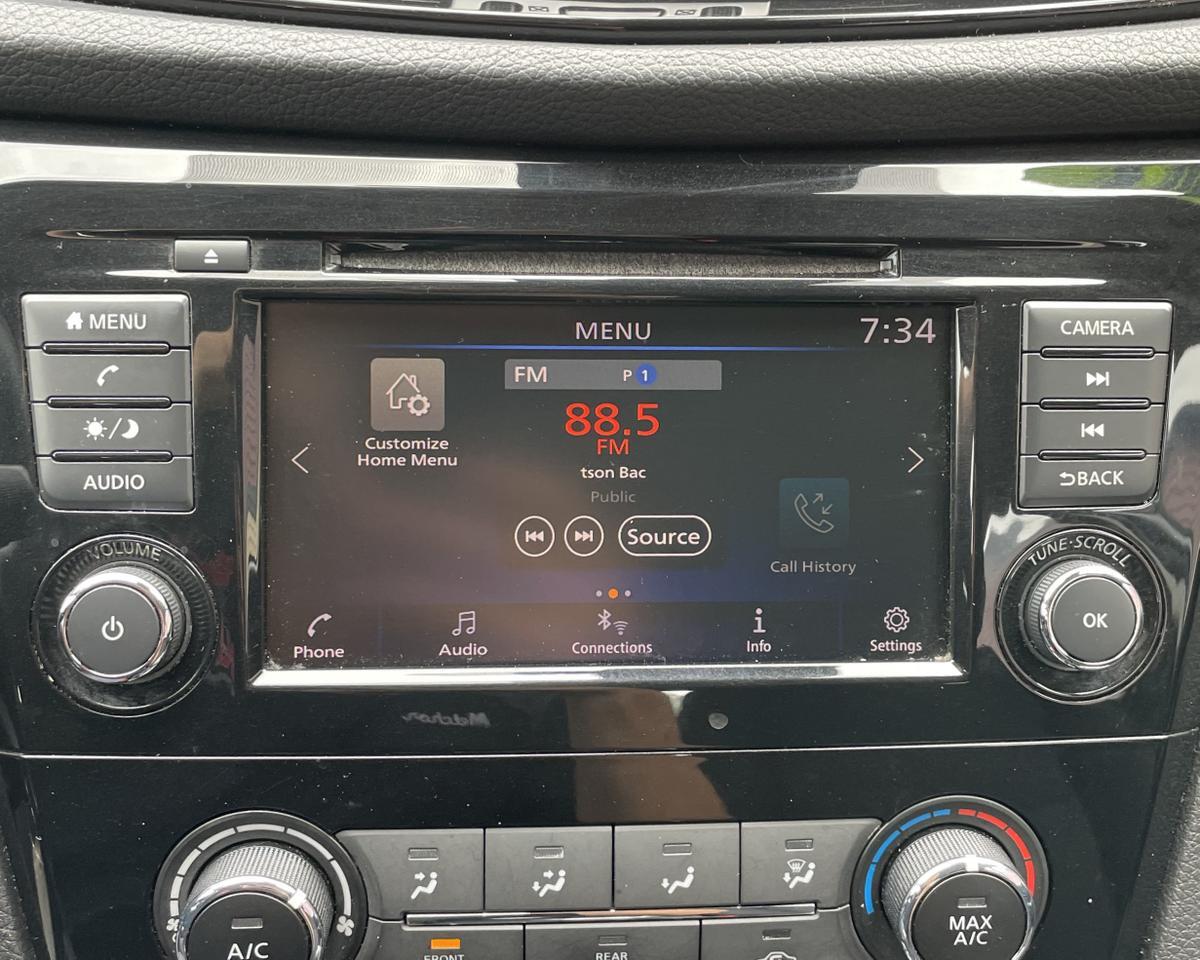 MENU
MENU
7:34
CAMERA
FM P 1
88.5
FM
Customize
Home Menu
tson Bac
Public
AUDIO
BACK
Source
Call History
VOLUME
TUNE·SCROLL
OK
Phone
Audio
Connections
Info
Settings
A/C
MAX
A/C
FRONT
REAR